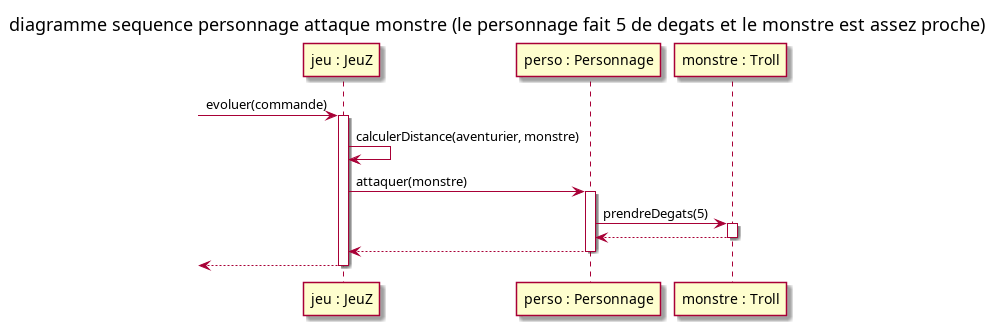 diagramme sequence personnage attaque monstre (le personnage fait 5 de degats et le monstre est assez proche)
jeu : JeuZ
perso : Personnage
monstre : Troll
evoluer(commande)
calculerDistance(aventurier, monstre)
attaquer(monstre)
prendreDegats(5)
jeu : JeuZ
perso : Personnage
monstre : Troll